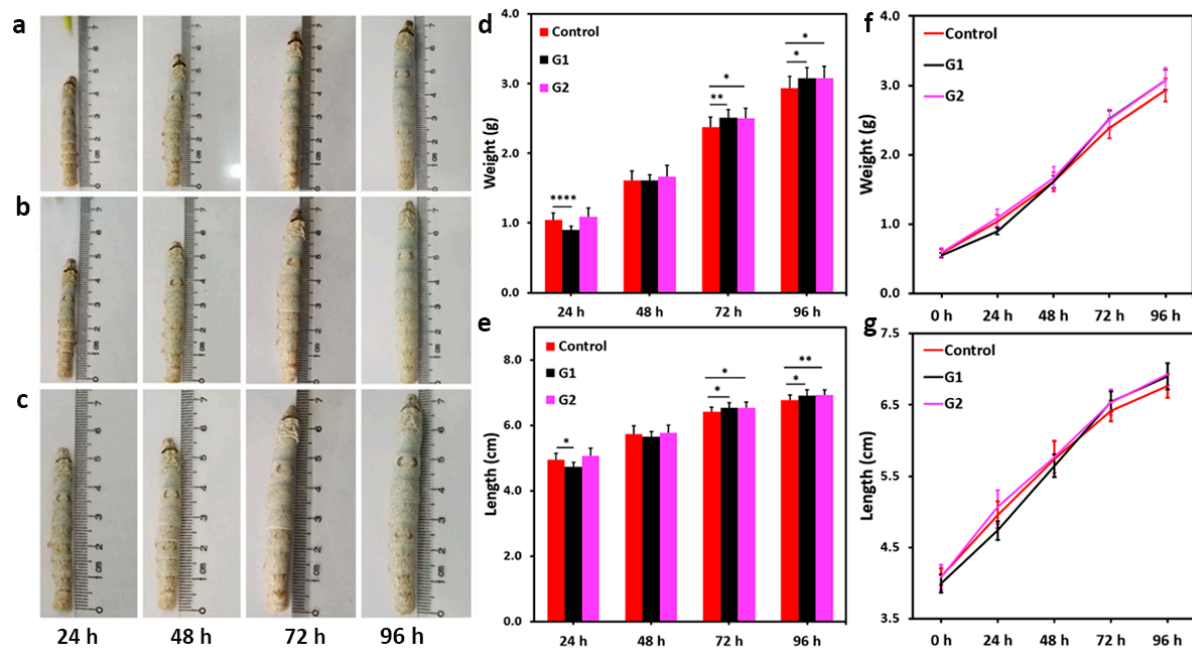 a
b
c
24 h
48 h
72 h
96 h
d
4.0
3.0
2.0
1.0
0.0
Weight (g)
Control
G1
G2
****
**
*
*
*
24 h
48 h
72 h
96 h
e
8.0
6.0
4.0
2.0
0.0
Length (cm)
Control
G1
G2
*
*
*
*
**
24 h
48 h
72 h
96 h
f
4.0
3.0
2.0
1.0
0.0
Weight (g)
Control
G1
G2
0 h
24 h
48 h
72 h
96 h
g
7.5
6.5
5.5
4.5
3.5
Length (cm)
Control
G1
G2
0 h
24 h
48 h
72 h
96 h